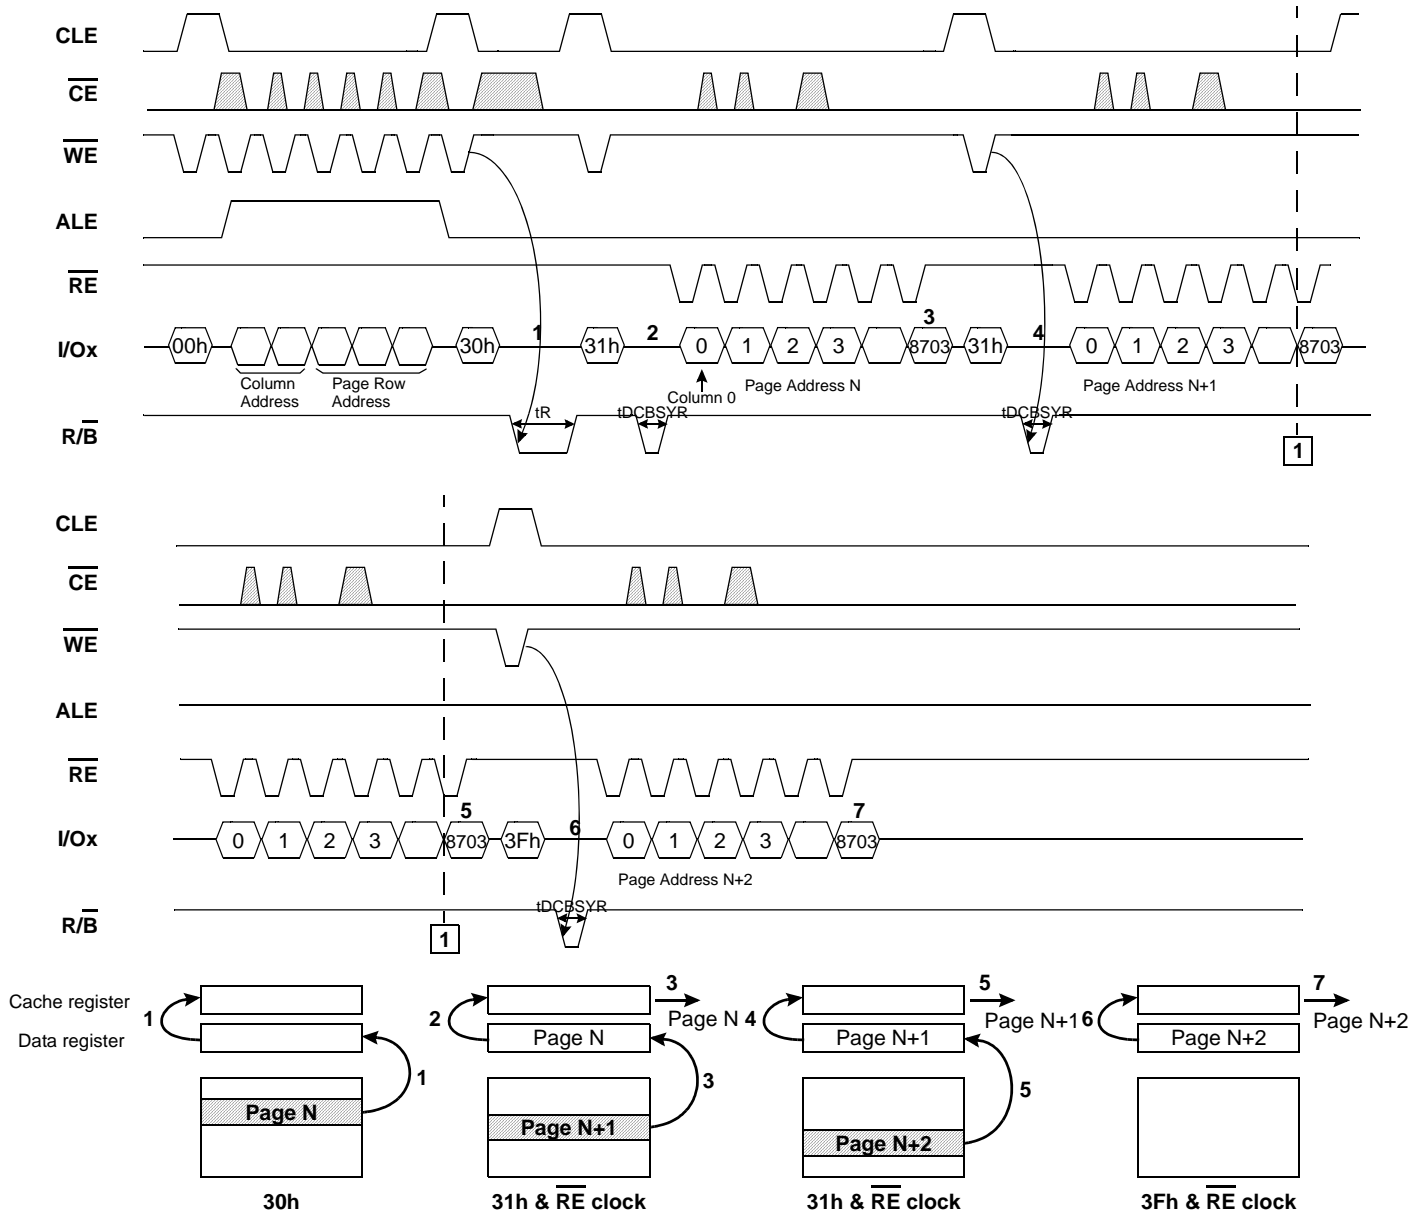 CLE
CE
WE
ALE
RE
1 3
I/Ox 00h 30h 31h 2 0 1 2 3 8703 31h 4 0 1 2 3 8703
Column Address
Page Row Address
Column 0
Page Address N
Page Address N+1
tR tDCBSYR tDCBSYR
R/B
1
CLE
CE
WE
ALE
RE
5 6 7
I/Ox 0 1 2 3 8703 3Fh 0 1 2 3 8703
Page Address N+2
tDCBSYR
R/B
1
Cache register
Data register
1
1
Page N
30h
2
Page N
3
Page N
3
Page N+1
31h & RE clock
4
Page N+1
5
Page N+1
5
Page N+2
31h & RE clock
6
Page N+2
7
Page N+2
3Fh & RE clock